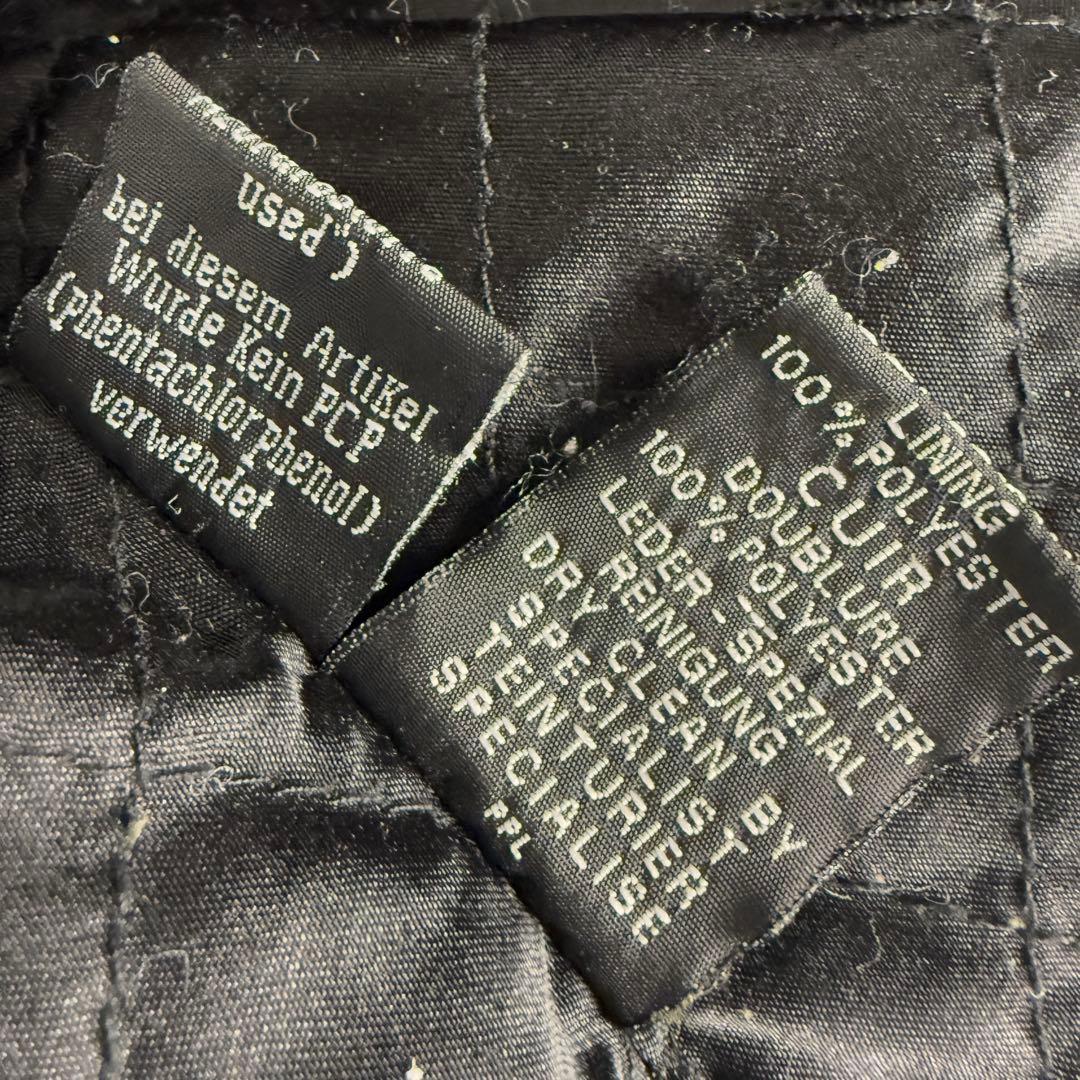 used')
bei diesem Artikel
Wurde Kein PCP
(phentachlorphenol)
verwendet
LINING
100% POLYESTER
CUIR
DOUBLURE
100% POLYESTER
LEDER-SPEZIAL
REINIGUNG
DRY CLEAN BY
SPECIALIST
TEINTURIER
SPECIALISE
PPL